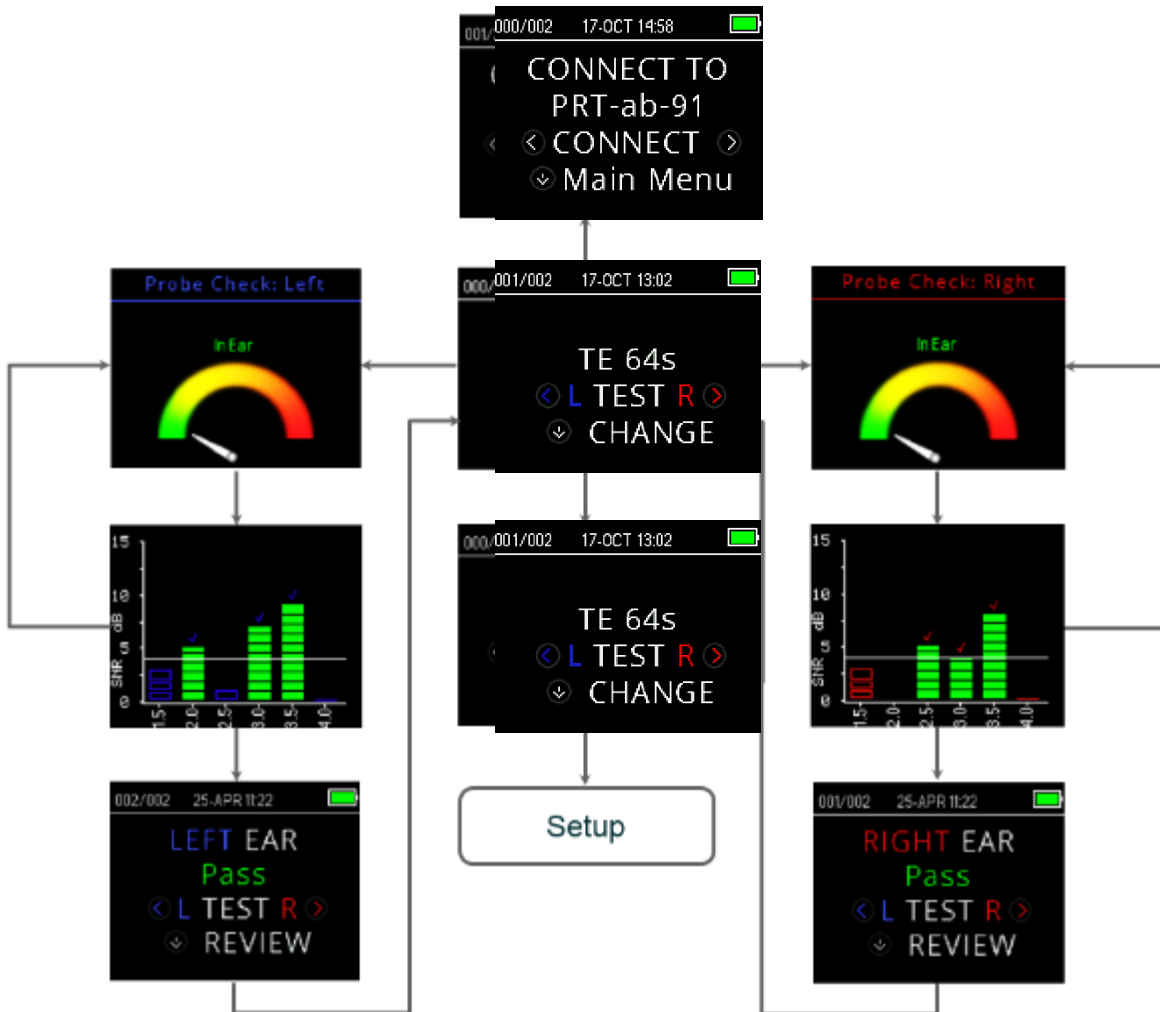 001/
000/002 17-OCT 14:58
CONNECT TO
PRT-ab-91
CONNECT
Main Menu
Probe Check: Left
In Ear
000/
001/002 17-OCT 13:02
TE 64s
L TEST R
CHANGE
Probe Check: Right
In Ear
15
10
5
0
SNR dB
1.5
2.0
2.5
3.0
3.5
4.0
000/
001/002 17-OCT 13:02
TE 64s
L TEST R
CHANGE
15
10
5
0
SNR dB
1.5
2.0
2.5
3.0
3.5
4.0
002/002 25-APR 11:22
LEFT EAR
Pass
L TEST R
REVIEW
Setup
001/002 25-APR 11:22
RIGHT EAR
Pass
L TEST R
REVIEW